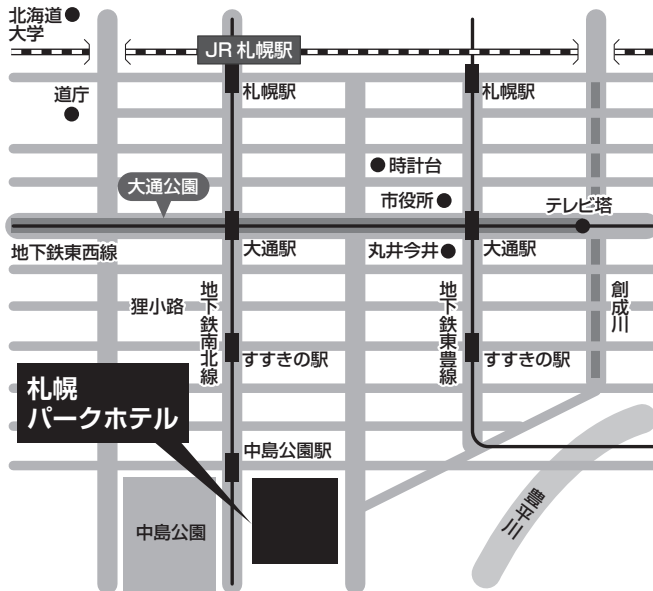 北海道
大学
JR 札幌駅
道庁
札幌駅
札幌駅
時計台
大通公園
市役所
テレビ塔
地下鉄東西線
大通駅
丸井今井
大通駅
狸小路
地下鉄南北線
地下鉄東豊線
創成川
すすきの駅
すすきの駅
札幌
パークホテル
中島公園駅
中島公園
豊平川